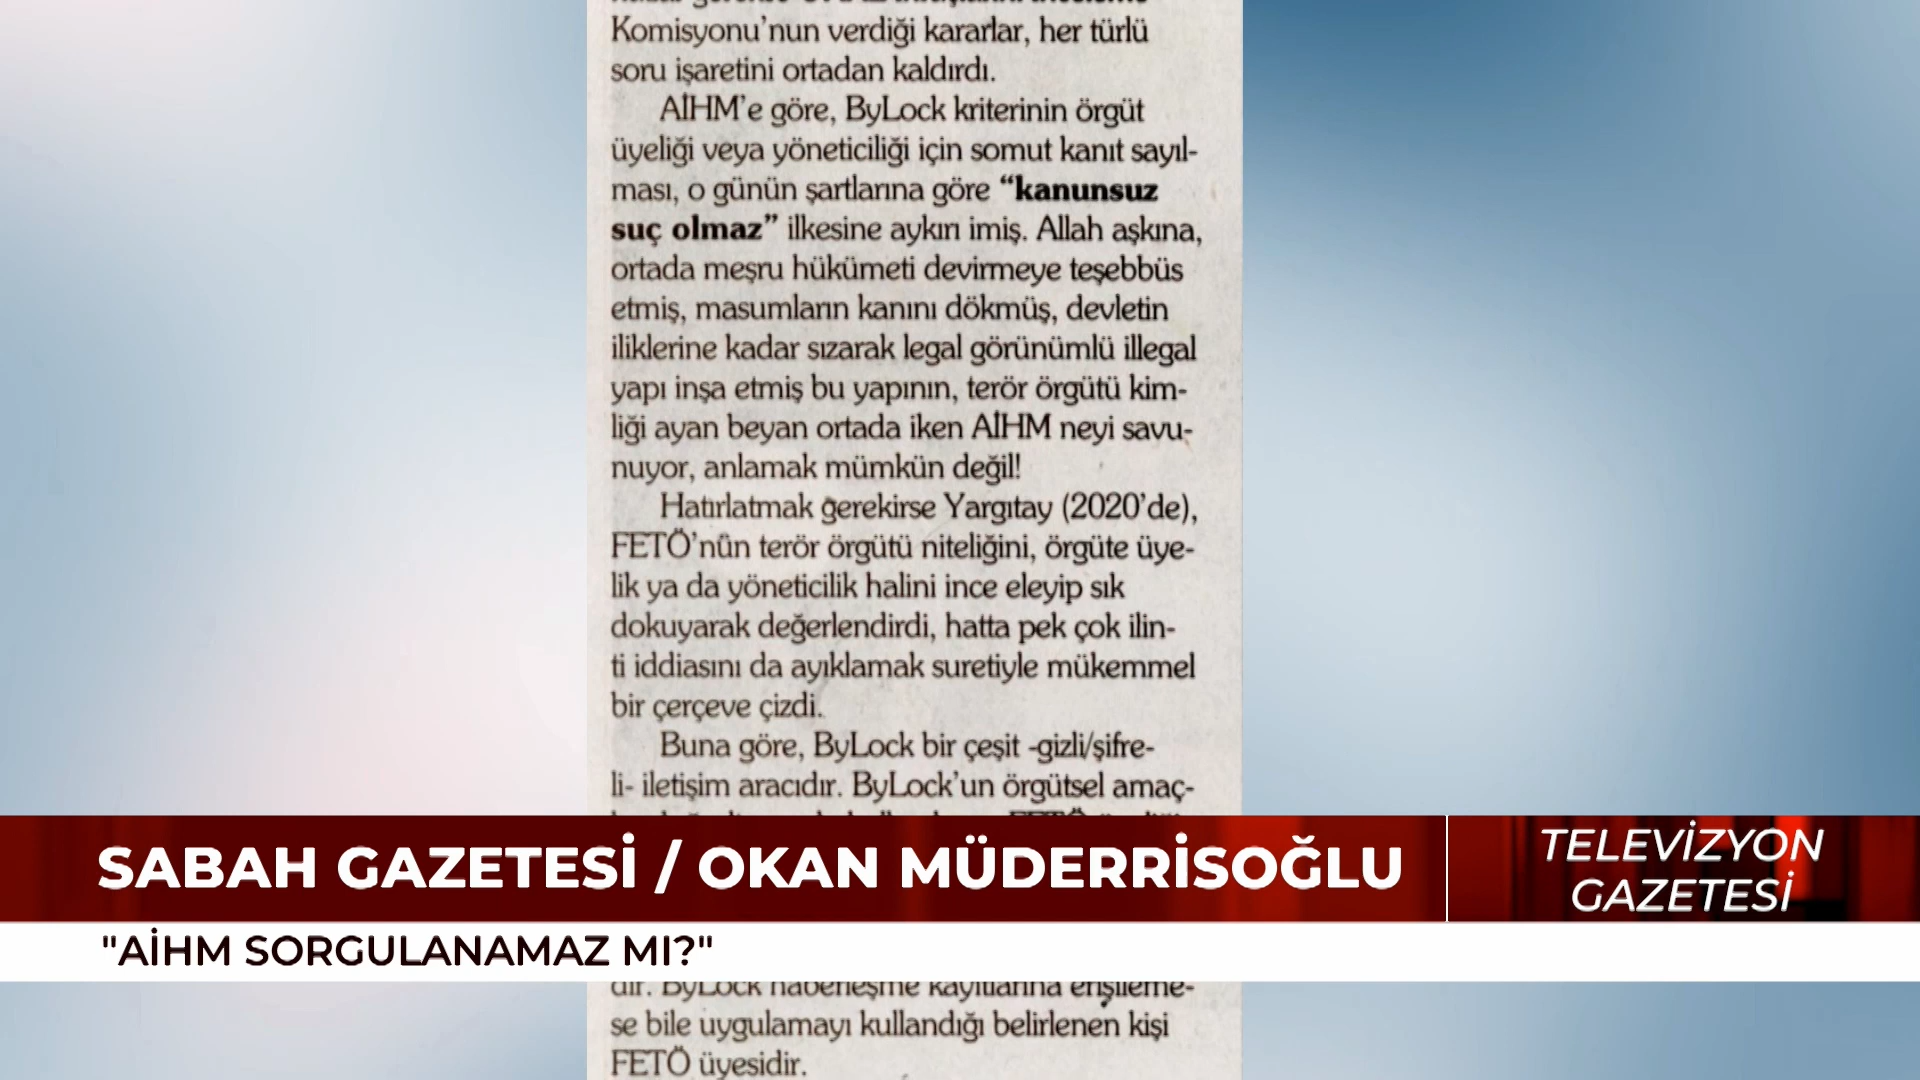 Komisyonu’nun verdiği kararlar, her türlü
soru işaretini ortadan kaldırdı.
AİHM’e göre, ByLock kriterinin örgüt
üyeliği veya yöneticiliği için somut kanıt sayıl-
ması, o günün şartlarına göre “kanunsuz
suç olmaz” ilkesine aykırı imiş. Allah aşkına,
ortada meşru hükümeti devirmeye teşebbüs
etmiş, masumların kanını dökmüş, devletin
iliklerine kadar sızarak legal görünümlü illegal
yapı inşa etmiş bu yapının, terör örgütü kim-
liği ayan beyan ortada iken AİHM neyi savu-
nuyor, anlamak mümkün değil!
Hatırlatmak gerekirse Yargıtay (2020’de),
FETÖ’nün terör örgütü niteliğini, örgüte üye-
lik ya da yöneticilik halini ince eleyip sık
dokuyarak değerlendirdi, hatta pek çok ilin-
ti iddiasını da ayıklamak suretiyle mükemmel
bir çerçeve çizdi.
Buna göre, ByLock bir çeşit -gizli/şifre-
li- iletişim aracıdır. ByLock’un örgütsel amaç-
SABAH GAZETESİ / OKAN MÜDERRİSOĞLU
TELEVİZYON
GAZETESİ
"AİHM SORGULANAMAZ MI?"
dir. ByLock haberleşme kayıtlarına erişileme-
se bile uygulamayı kullandığı belirlenen kişi
FETÖ üyesidir.